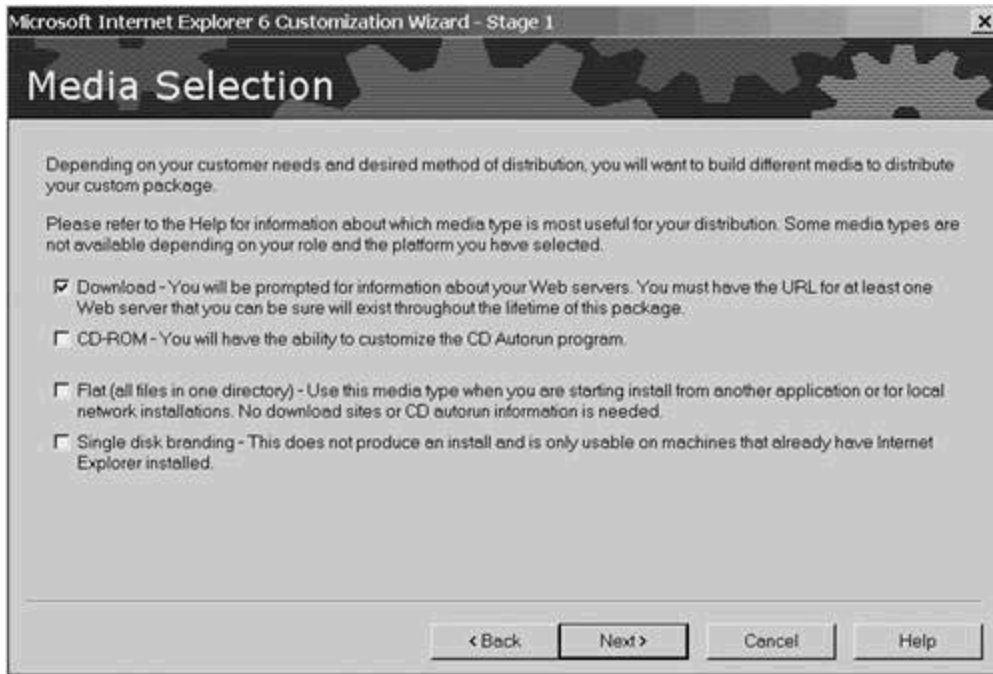 Microsoft Internet Explorer 6 Customization Wizard - Stage 1
Media Selection
Depending on your customer needs and desired method of distribution, you will want to build different media to distribute
your custom package.
Please refer to the Help for information about which media type is most useful for your distribution. Some media types are
not available depending on your role and the platform you have selected.
Download - You will be prompted for information about your Web servers. You must have the URL for at least one
Web server that you can be sure will exist throughout the lifetime of this package.
CD-ROM - You will have the ability to customize the CD Autorun program.
Flat (all files in one directory) - Use this media type when you are starting install from another application or for local
network installations. No download sites or CD autorun information is needed.
Single disk branding - This does not produce an install and is only usable on machines that already have Internet
Explorer installed.
< Back Next > Cancel Help